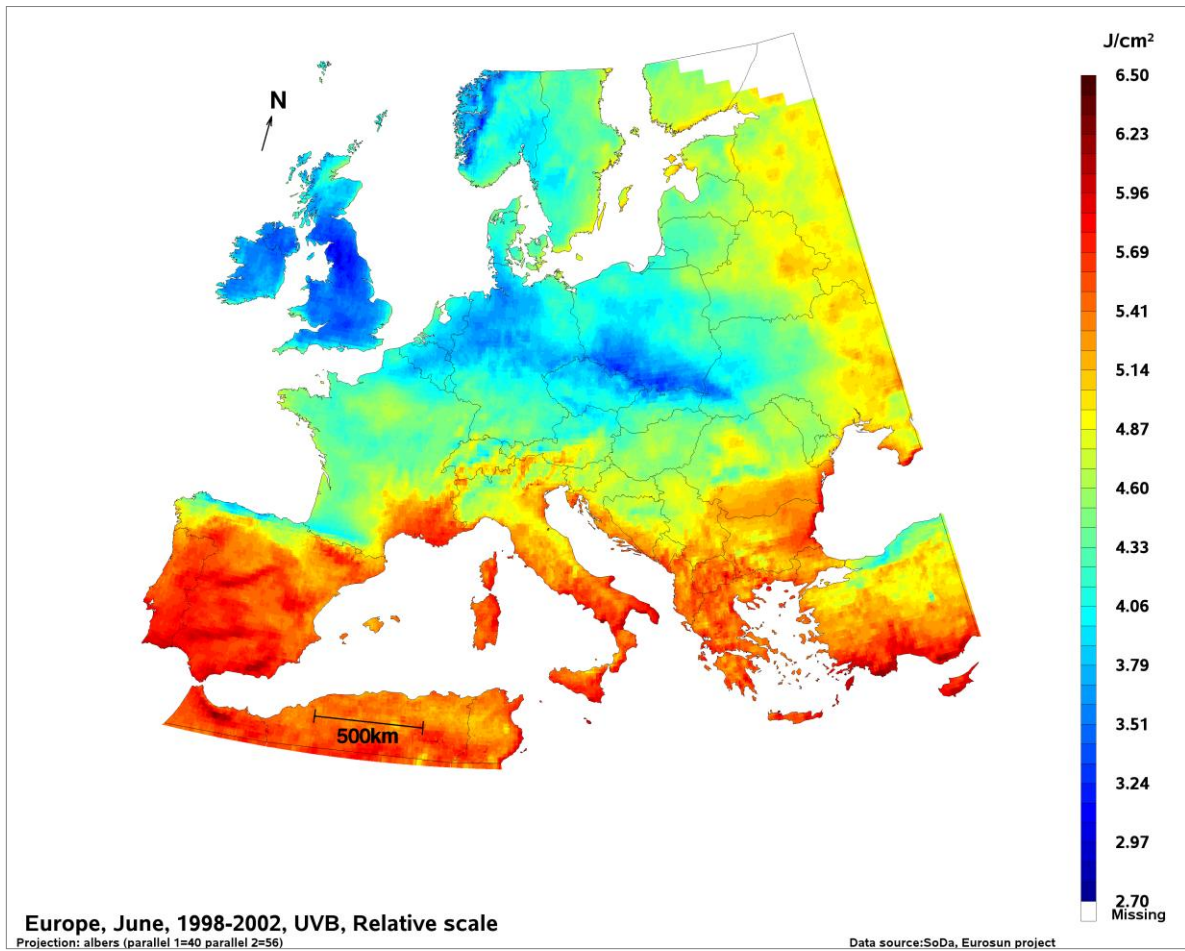 J/cm²
N
6.50
6.23
5.96
5.69
5.41
5.14
4.87
4.60
4.33
4.06
3.79
3.51
3.24
2.97
2.70
Missing
500km
Europe, June, 1998-2002, UVB, Relative scale
Projection: albers (parallel 1=40 parallel 2=56)
Data source:SoDa, Eurosun project